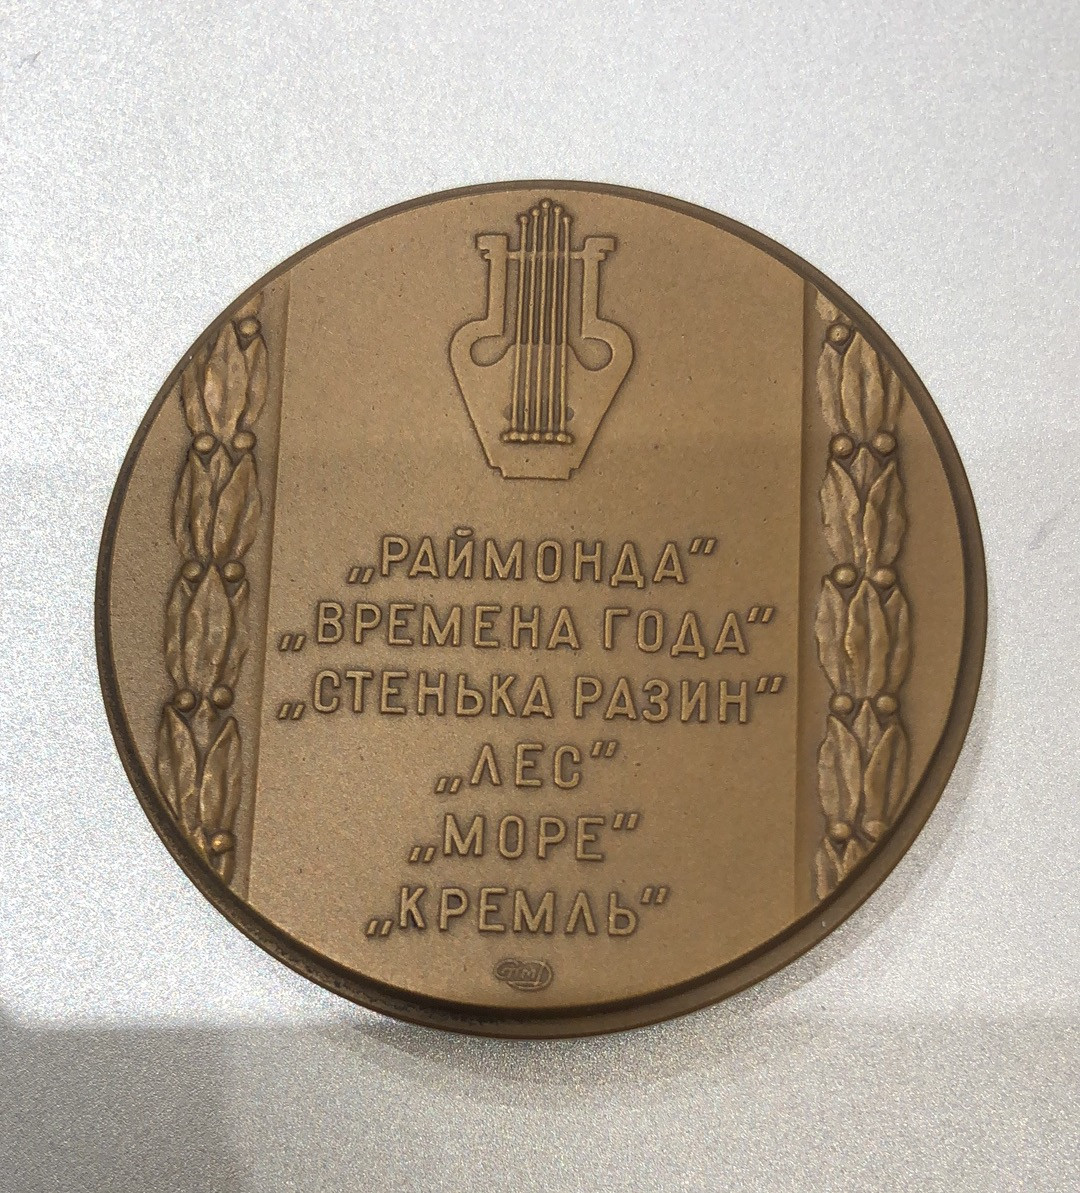 „РАЙМОНДА”
„ВРЕМЕНА ГОДА”
„СТЕНЬКА РАЗИН”
„ЛЕС”
„МОРЕ”
„КРЕМЛЬ”